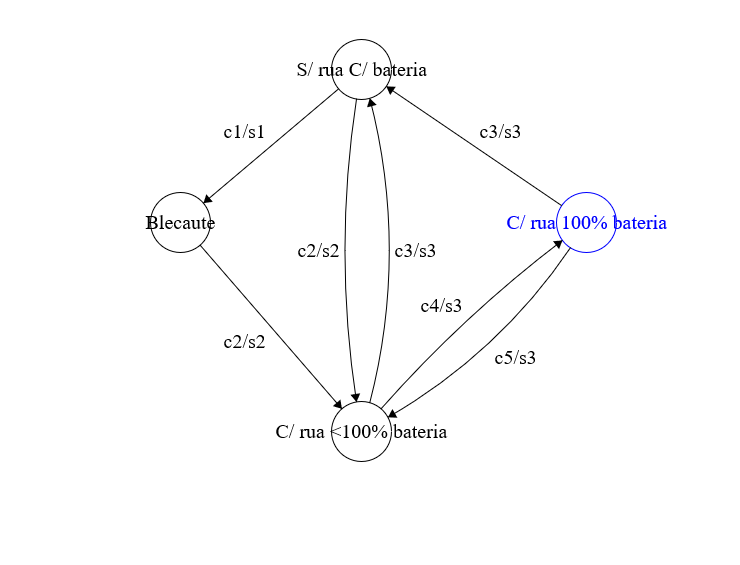 S/ rua C/ bateria
c1/s1
c3/s3
Blecaute
C/ rua 100% bateria
c2/s2
c3/s3
c4/s3
c2/s2
c5/s3
C/ rua <100% bateria